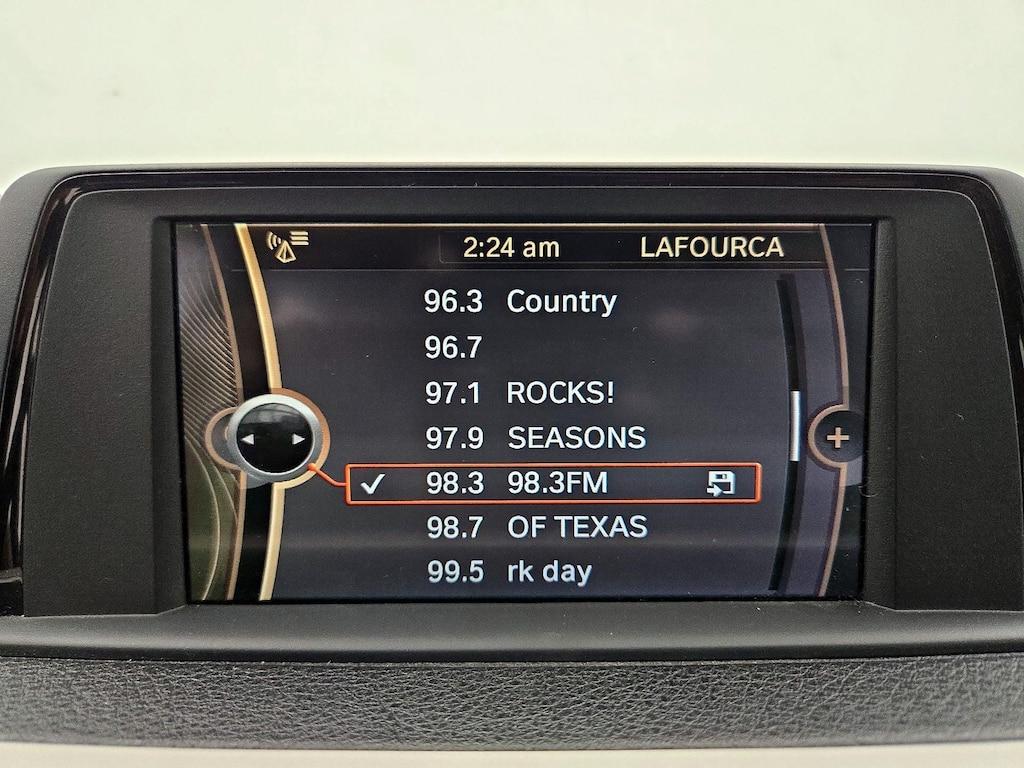 2:24 am LAFOURCA
96.3 Country
96.7
97.1 ROCKS!
97.9 SEASONS
98.3 98.3FM
98.7 OF TEXAS
99.5 rk day